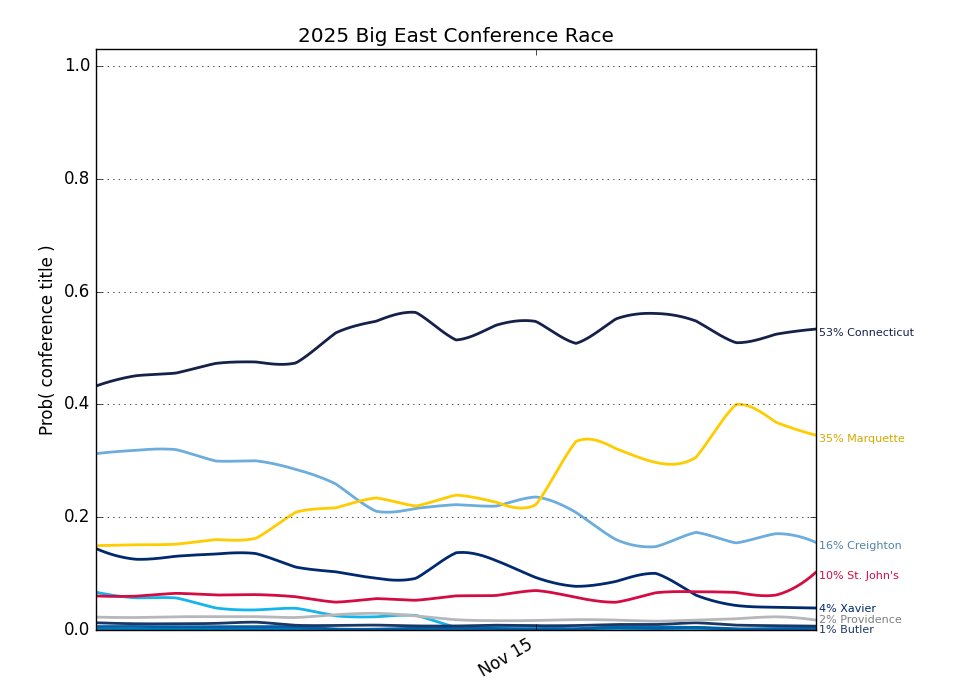 2025 Big East Conference Race
1.0
0.8
0.6
0.4
0.2
0.0
Prob( conference title )
Nov 15
53% Connecticut
35% Marquette
16% Creighton
10% St. John's
4% Xavier
2% Providence
1% Butler